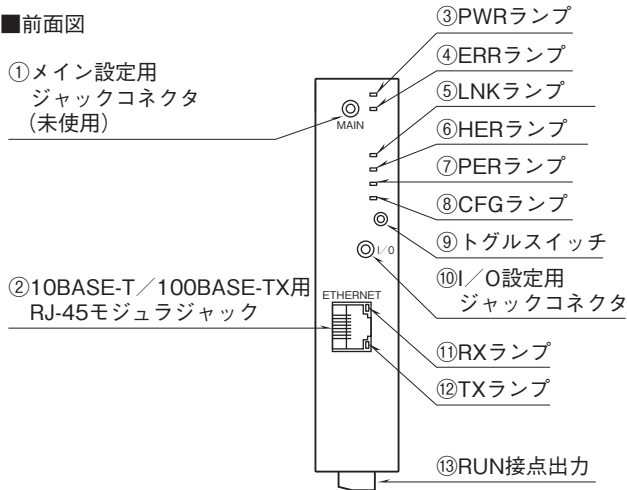 ■前面図
①メイン設定用
ジャックコネクタ
(未使用)
②10BASE-T／100BASE-TX用
RJ-45モジュラジャック
MAIN
I／0
ETHERNET
③PWRランプ
④ERRランプ
⑤LNKランプ
⑥HERランプ
⑦PERランプ
⑧CFGランプ
⑨トグルスイッチ
⑩I／O設定用
ジャックコネクタ
⑪RXランプ
⑫TXランプ
⑬RUN接点出力